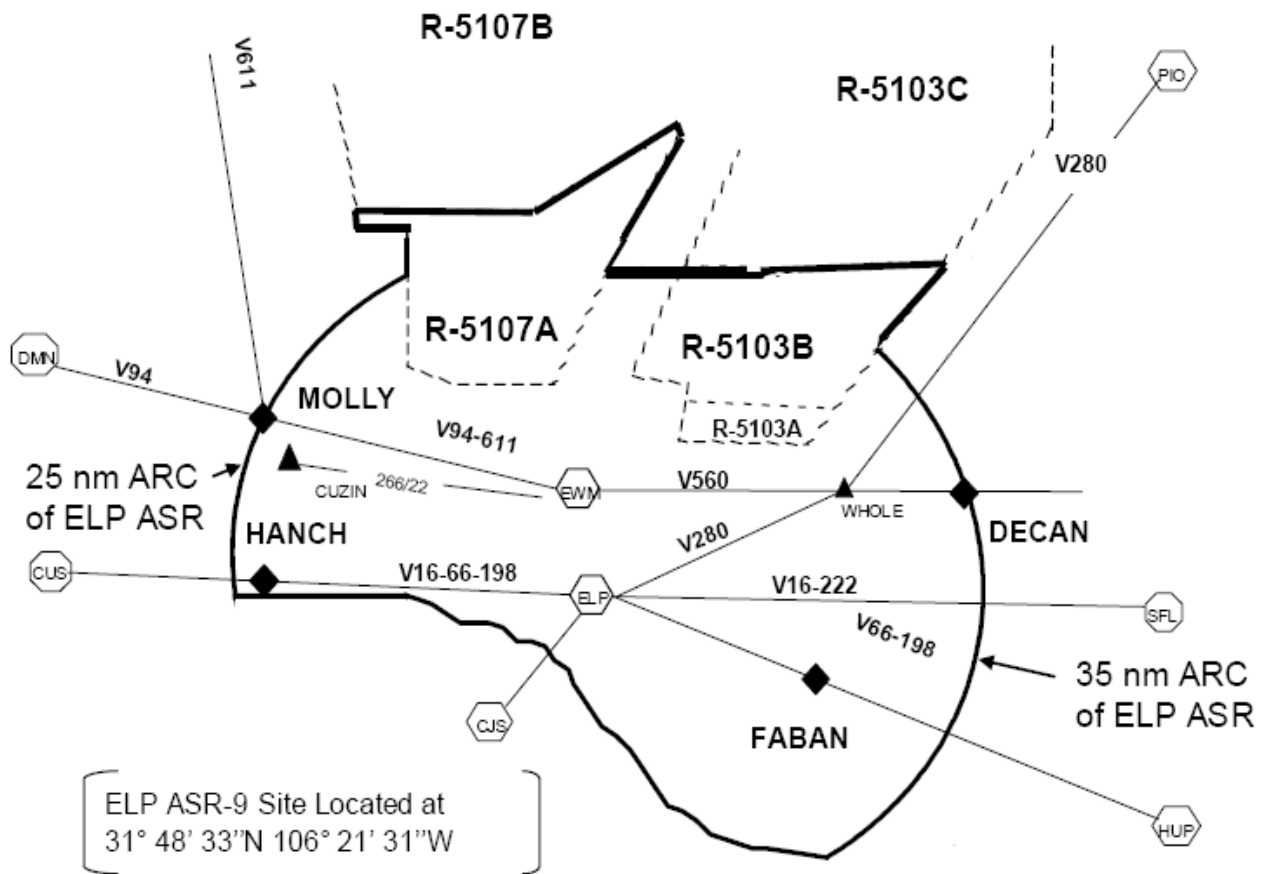 R-5107B
V611
R-5103C
PIO
V280
R-5107A
R-5103B
DMN
V94
MOLLY
R-5103A
V94-611
25 nm ARC
of ELP ASR
CUZIN
266/22
EWM
V560
WHOLE
DECAN
HANCH
V280
CUS
V16-66-198
ELP
V16-222
SFL
V66-198
35 nm ARC
of ELP ASR
CJS
FABAN
ELP ASR-9 Site Located at
31° 48' 33”N 106° 21' 31”W
HUP